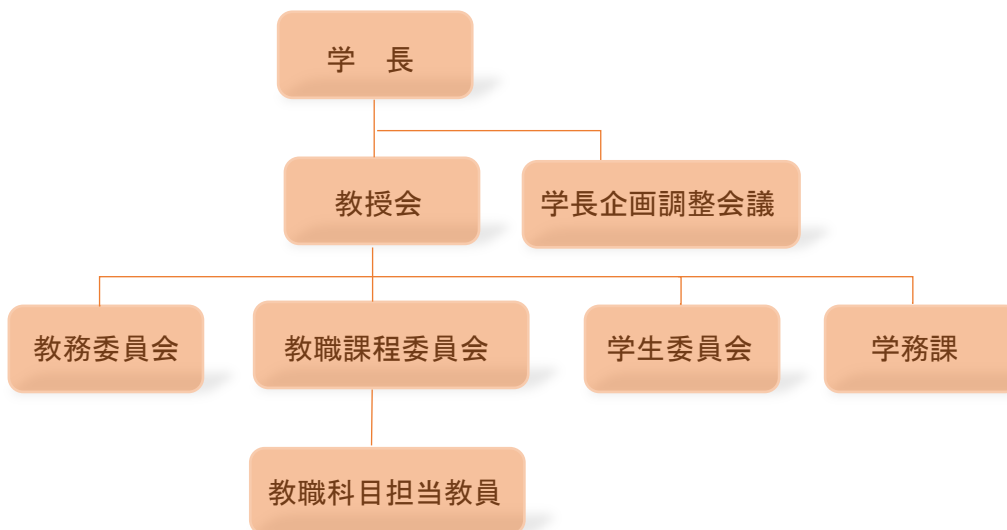 学　長
教授会
学長企画調整会議
教務委員会
教職課程委員会
学生委員会
学務課
教職科目担当教員